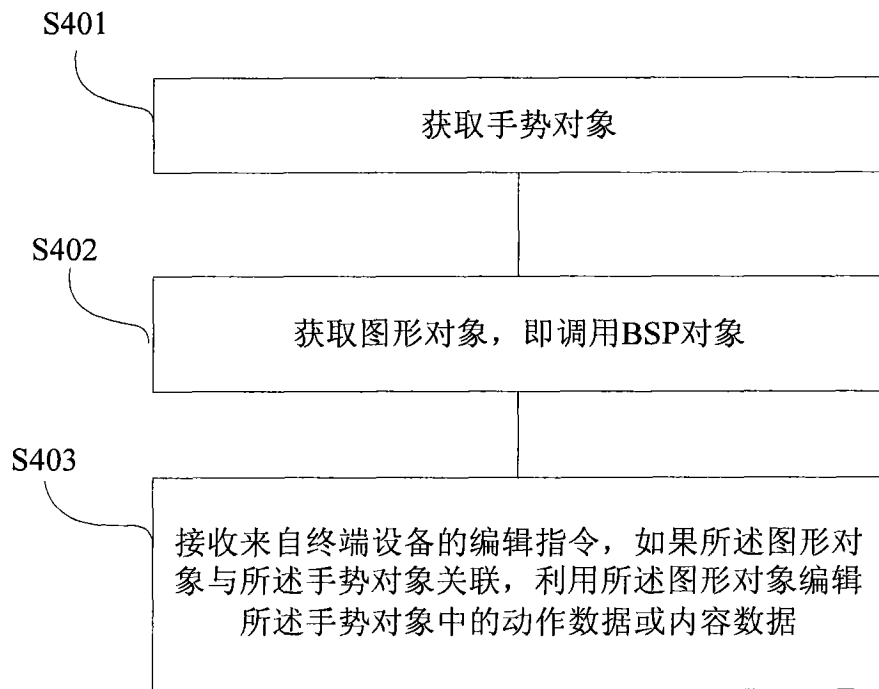 S401
获取手势对象
S402
获取图形对象，即调用BSP对象
S403
接收来自终端设备的编辑指令，如果所述图形对
象与所述手势对象关联，利用所述图形对象编辑
所述手势对象中的动作数据或内容数据